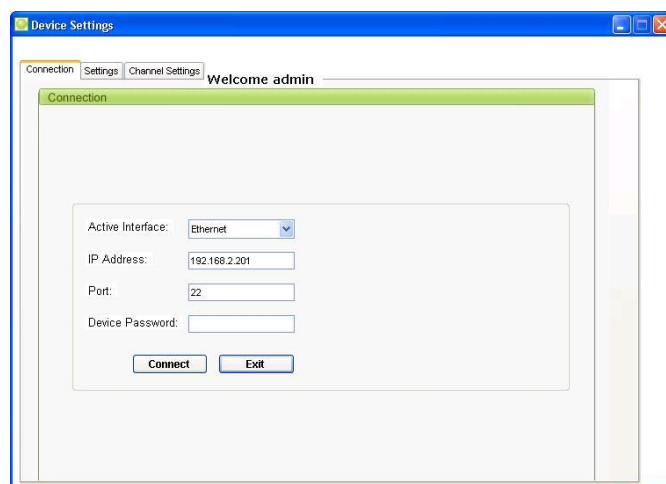 Device Settings
Connection Settings Channel Settings
Welcome admin
Connection
Active Interface: Ethernet
IP Address: 192.168.2.201
Port: 22
Device Password:
Connect Exit